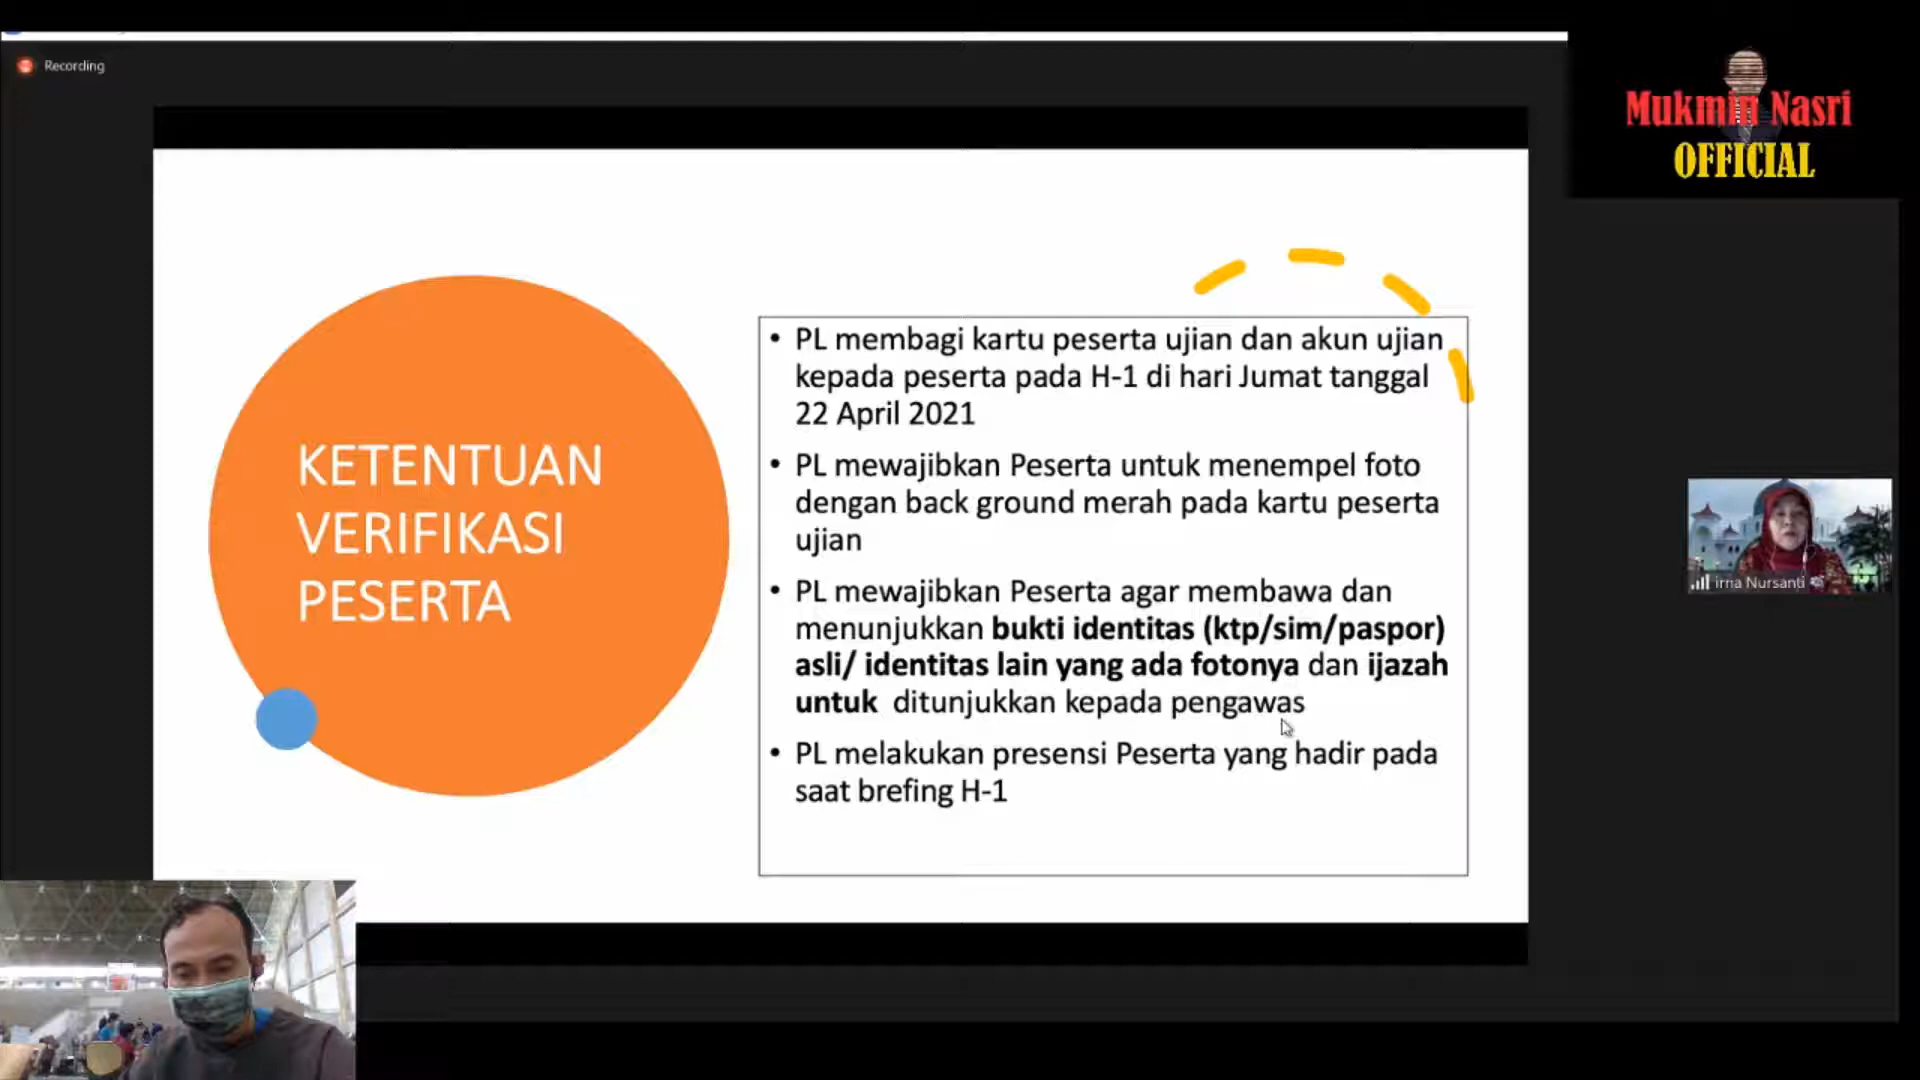 Recording
Mukmin Nasri
OFFICIAL
KETENTUAN
VERIFIKASI
PESERTA
• PL membagi kartu peserta ujian dan akun ujian
kepada peserta pada H-1 di hari Jumat tanggal
22 April 2021
• PL mewajibkan Peserta untuk menempel foto
dengan back ground merah pada kartu peserta
ujian
• PL mewajibkan Peserta agar membawa dan
menunjukkan bukti identitas (ktp/sim/paspor)
asli/ identitas lain yang ada fotonya dan ijazah
untuk ditunjukkan kepada pengawas
• PL melakukan presensi Peserta yang hadir pada
saat brefing H-1
irna Nursanti